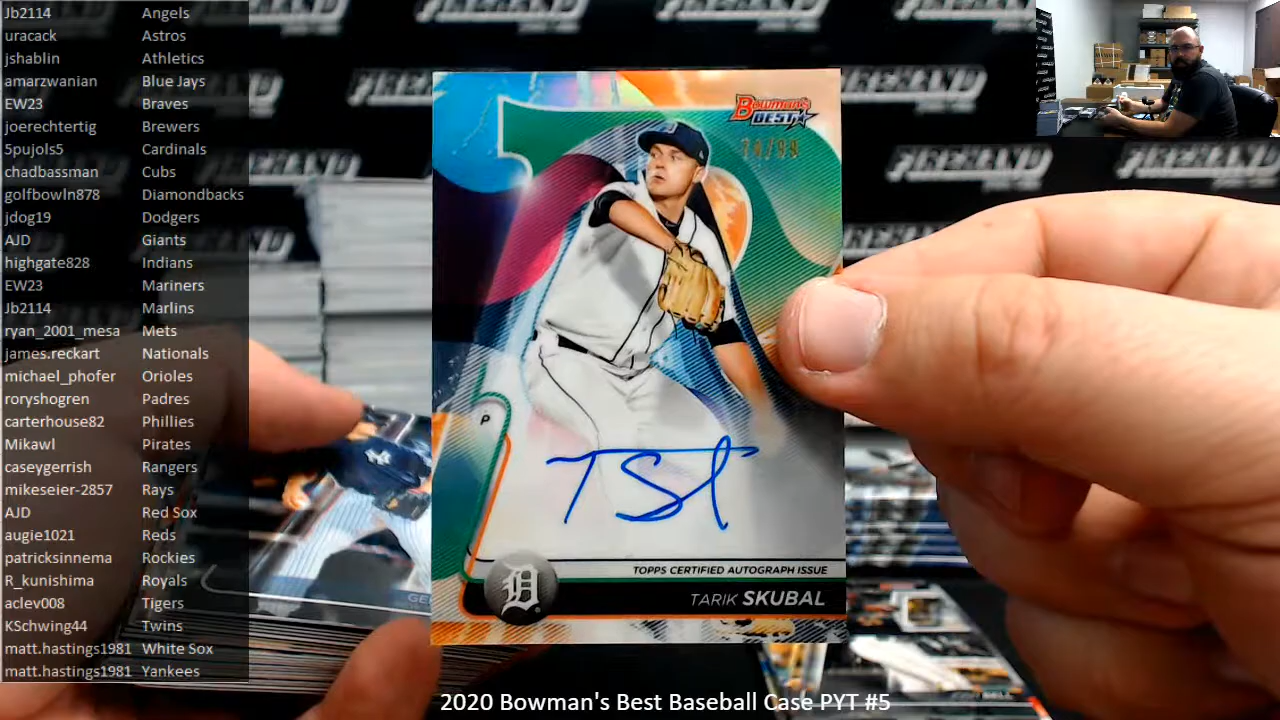 Jb2114 Angels
uracack Astros
jshablin Athletics
amarzwanian Blue Jays
EW23 Braves
joerechtertig Brewers
5pujols5 Cardinals
chadbassman Cubs
golfbowln878 Diamondbacks
jdog19 Dodgers
AJD Giants
highgate828 Indians
EW23 Mariners
Jb2114 Marlins
ryan_2001_mesa Mets
james.reckart Nationals
michael_phofer Orioles
roryshogren Padres
carterhouse82 Phillies
Mikawl Pirates
caseygerrish Rangers
mikeseier-2857 Rays
AJD Red Sox
augie1021 Reds
patricksinnema Rockies
R_kunishima Royals
aclev008 Tigers
KSchwing44 Twins
matt.hastings1981 White Sox
matt.hastings1981 Yankees
BOWMAN'S
BEST
P
TOPPS CERTIFIED AUTOGRAPH ISSUE
TARIK SKUBAL
2020 Bowman's Best Baseball Case PYT #5